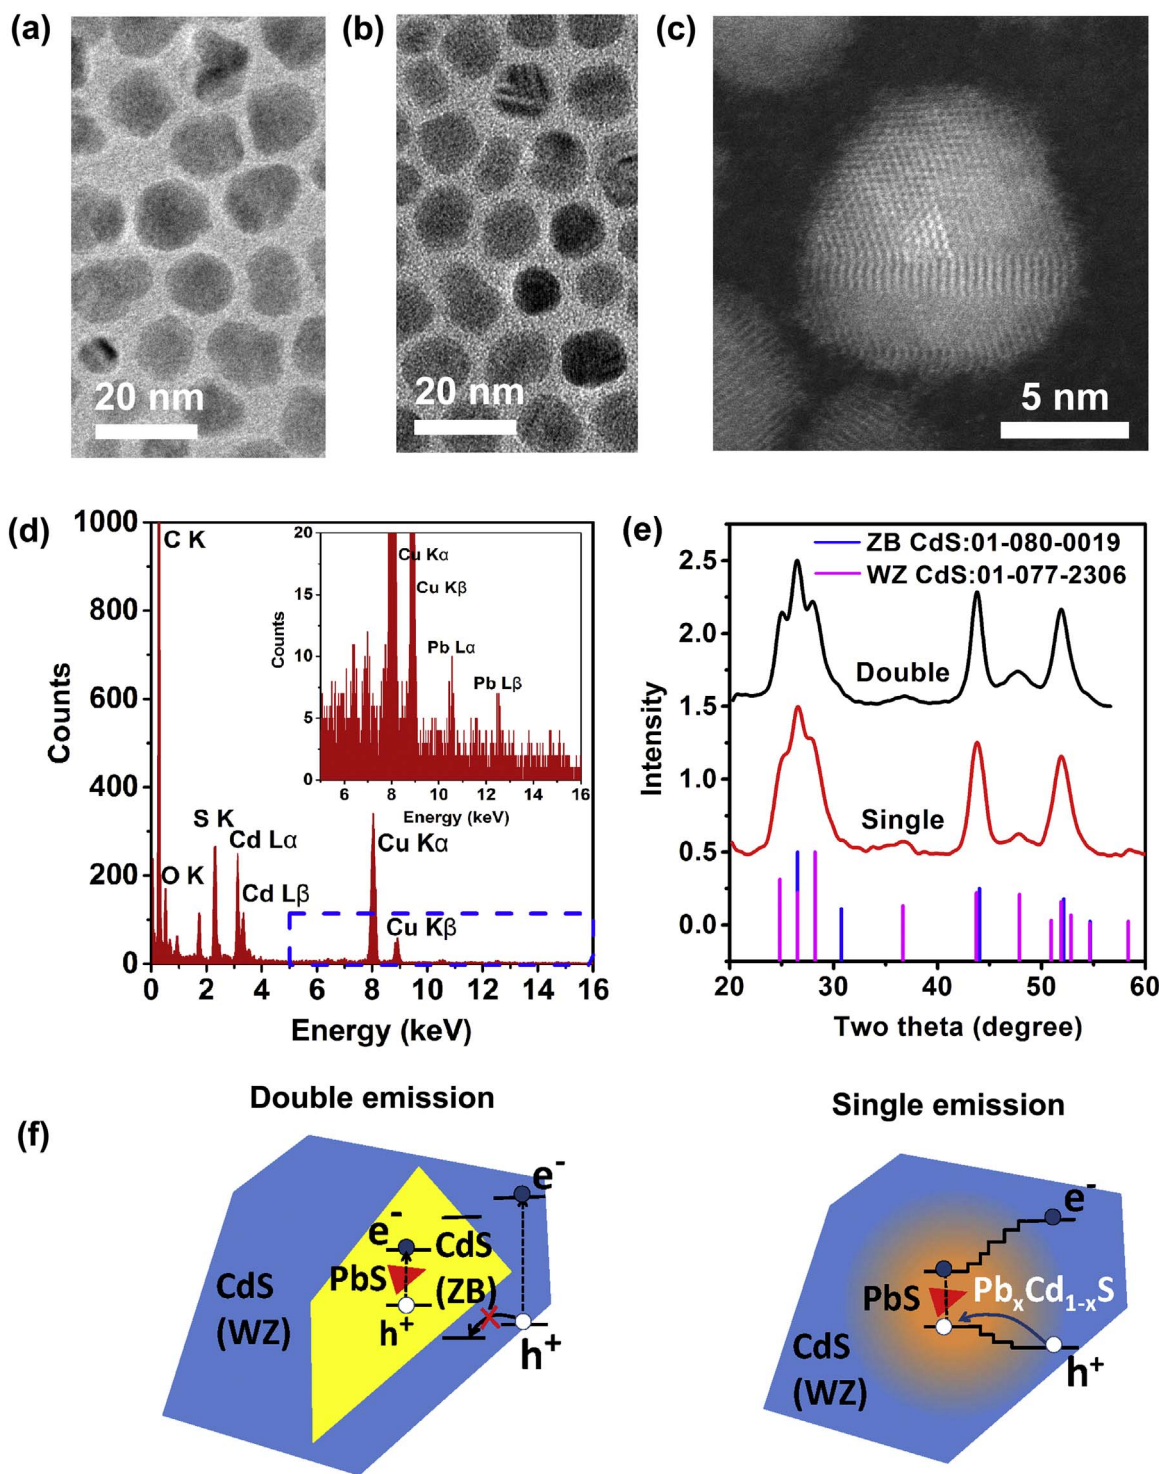 (a)
(b)
(c)
20 nm
20 nm
5 nm
(d)
1000
800
600
400
200
0
Counts
C K
O K
S K
Cd Lα
Cd Lβ
Cu Kα
Cu Kβ
0 2 4 6 8 10 12 14 16
Energy (keV)
20
15
10
5
0
Counts
Cu Kα
Cu Kβ
Pb Lα
Pb Lβ
6 8 10 12 14 16
Energy (keV)
(e)
ZB CdS:01-080-0019
WZ CdS:01-077-2306
2.5
2.0
1.5
1.0
0.5
0.0
Intensity
Double
Single
20 30 40 50 60
Two theta (degree)
(f)
Double emission
e⁻
e⁻
CdS
(ZB)
PbS
CdS
(WZ)
h⁺
h⁺
Single emission
e⁻
PbS
PbₓCd₁₋ₓS
CdS
(WZ)
h⁺